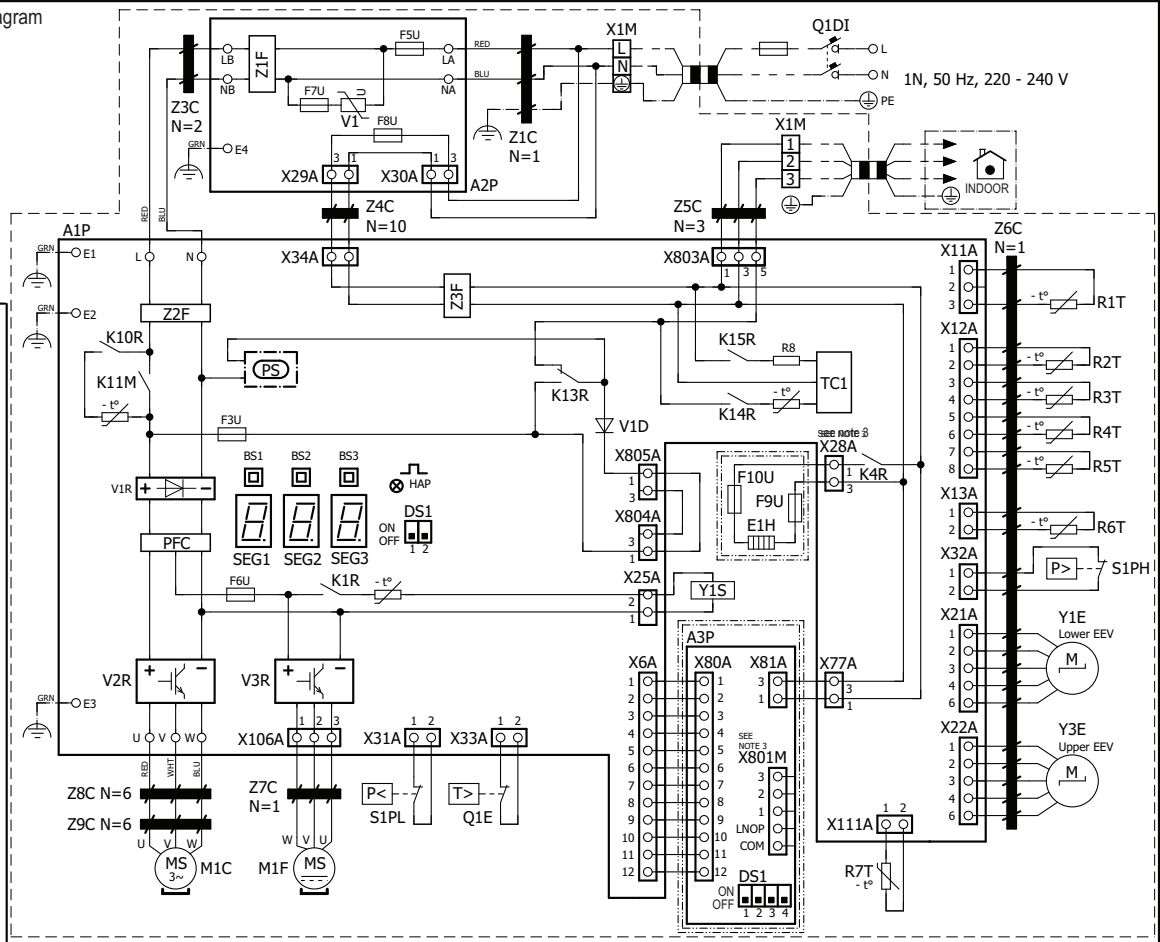 agram
X1M
Q1DI
F5U
RED
L
L
LB
Z1F
LA
N
BLU
N
NB
NA
PE
1N, 50 Hz, 220 - 240 V
F7U
U
V1
Z3C
N=2
F8U
Z1C
N=1
X1M
GRN
E4
3 1
1 3
1
2
3
X29A
X30A
A2P
INDOOR
Z4C
N=10
Z5C
N=3
Z6C
N=1
RED
BLU
A1P
GRN
E1
L
N
X34A
X803A
1 3 5
X11A
1
2
3
- t°
R1T
GRN
E2
Z2F
Z3F
X12A
K10R
K15R
R8
1
2
- t°
R2T
PS
TC1
3
4
- t°
R3T
K11M
- t°
K13R
K14R
- t°
5
6
- t°
R4T
F3U
V1D
see note 3
X28A
7
8
- t°
R5T
BS1
BS2
BS3
HAP
X805A
1
3
F10U
1
3
K4R
V1R
+
-
F9U
X13A
DS1
X804A
1
2
- t°
R6T
ON
OFF
1 2
3
1
E1H
PFC
SEG1
SEG2
SEG3
X32A
1
2
P>
S1PH
F6U
K1R
- t°
X25A
2
1
Y1S
X21A
Y1E
Lower EEV
1
2
3
4
6
M
A3P
V2R
+
-
V3R
+
-
X6A
X80A
X81A
X77A
1
2
3
4
5
6
7
8
9
10
11
12
1
2
3
4
5
6
7
8
9
10
11
12
3
1
3
1
GRN
E3
U V W
X106A
1 2 3
X31A
1 2
X33A
1 2
SEE
NOTE 3
X801M
3
2
1
LNOP
COM
X22A
Y3E
Upper EEV
1
2
3
4
6
M
RED
WHT
BLU
Z8C N=6
Z7C
N=1
P<
S1PL
T>
Q1E
Z9C N=6
U V W
W V U
X111A
1 2
MS
3~
M1C
M1F
MS
DS1
ON
OFF
1 2 3 4
R7T
- t°